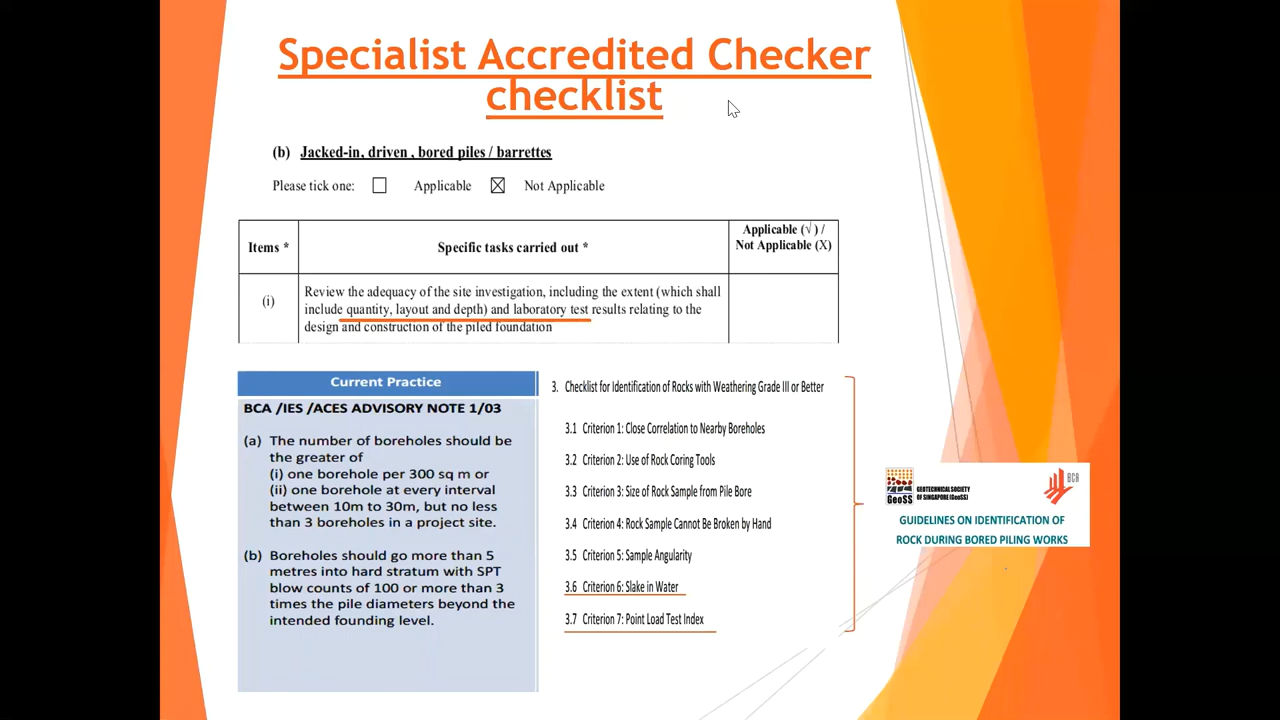 Specialist Accredited Checker
checklist
(b) Jacked-in, driven , bored piles / barrettes
Please tick one: Applicable Not Applicable
Items *
Specific tasks carried out *
Applicable (√ ) /
Not Applicable (X)
(i)
Review the adequacy of the site investigation, including the extent (which shall
include quantity, layout and depth) and laboratory test results relating to the
design and construction of the piled foundation
Current Practice
BCA /IES /ACES ADVISORY NOTE 1/03
(a) The number of boreholes should be
the greater of
(i) one borehole per 300 sq m or
(ii) one borehole at every interval
between 10m to 30m, but no less
than 3 boreholes in a project site.
(b) Boreholes should go more than 5
metres into hard stratum with SPT
blow counts of 100 or more than 3
times the pile diameters beyond the
intended founding level.
3. Checklist for Identification of Rocks with Weathering Grade III or Better
3.1 Criterion 1: Close Correlation to Nearby Boreholes
3.2 Criterion 2: Use of Rock Coring Tools
3.3 Criterion 3: Size of Rock Sample from Pile Bore
3.4 Criterion 4: Rock Sample Cannot Be Broken by Hand
3.5 Criterion 5: Sample Angularity
3.6 Criterion 6: Slake in Water
3.7 Criterion 7: Point Load Test Index
GeoSS
GEOTECHNICAL SOCIETY
OF SINGAPORE (GeoSS)
BCA
GUIDELINES ON IDENTIFICATION OF
ROCK DURING BORED PILING WORKS